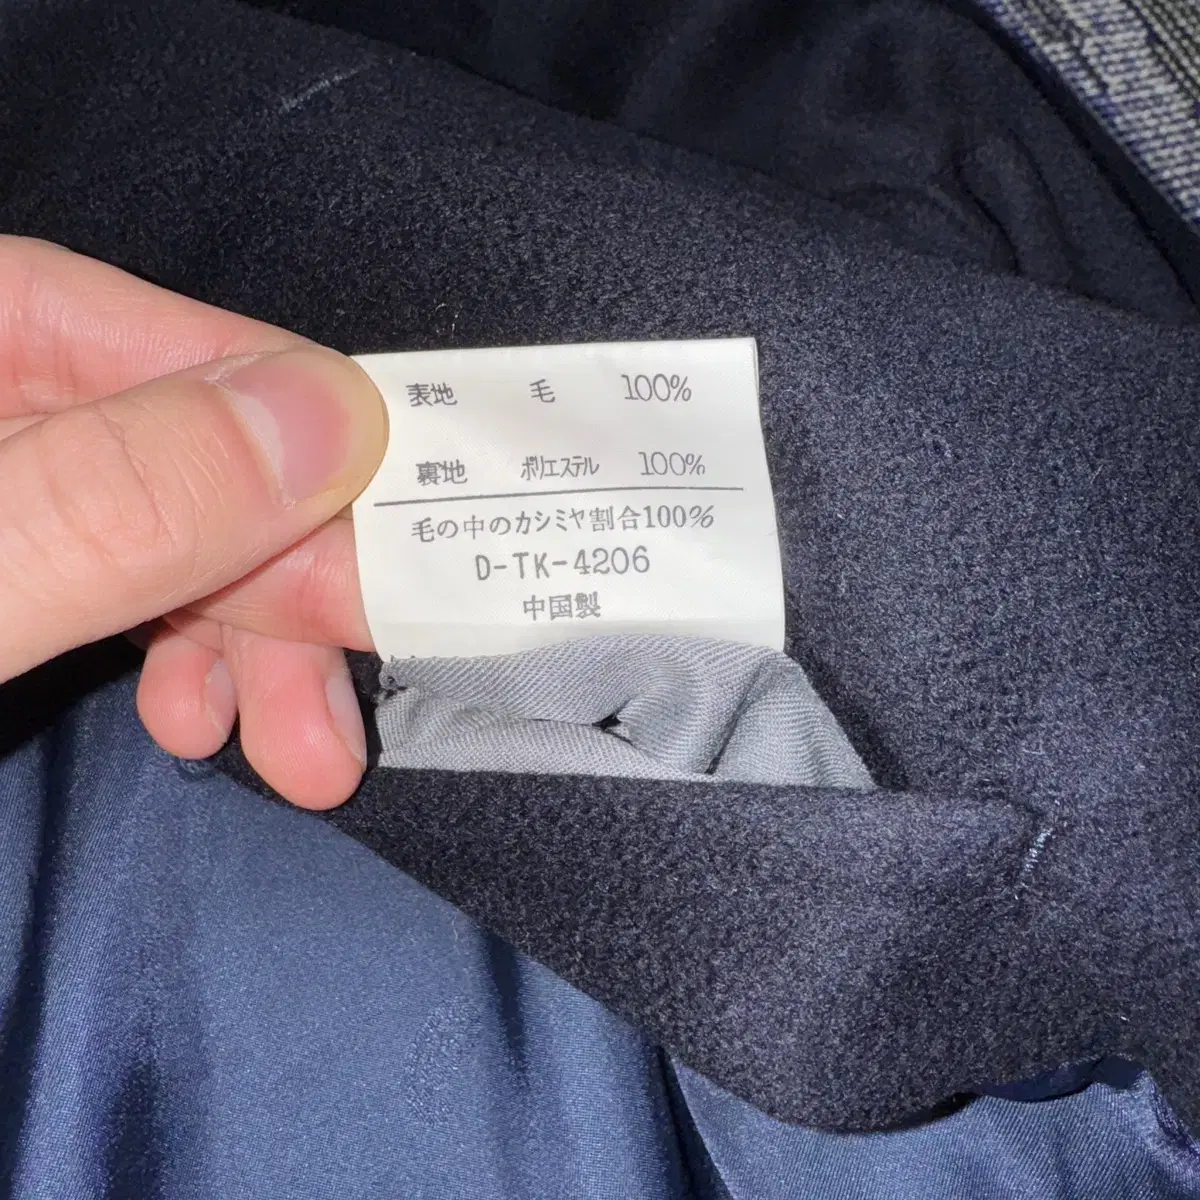 表地 毛 100%
裏地 ポリエステル 100%
毛の中のカシミヤ割合100%
D-TK-4206
中国製